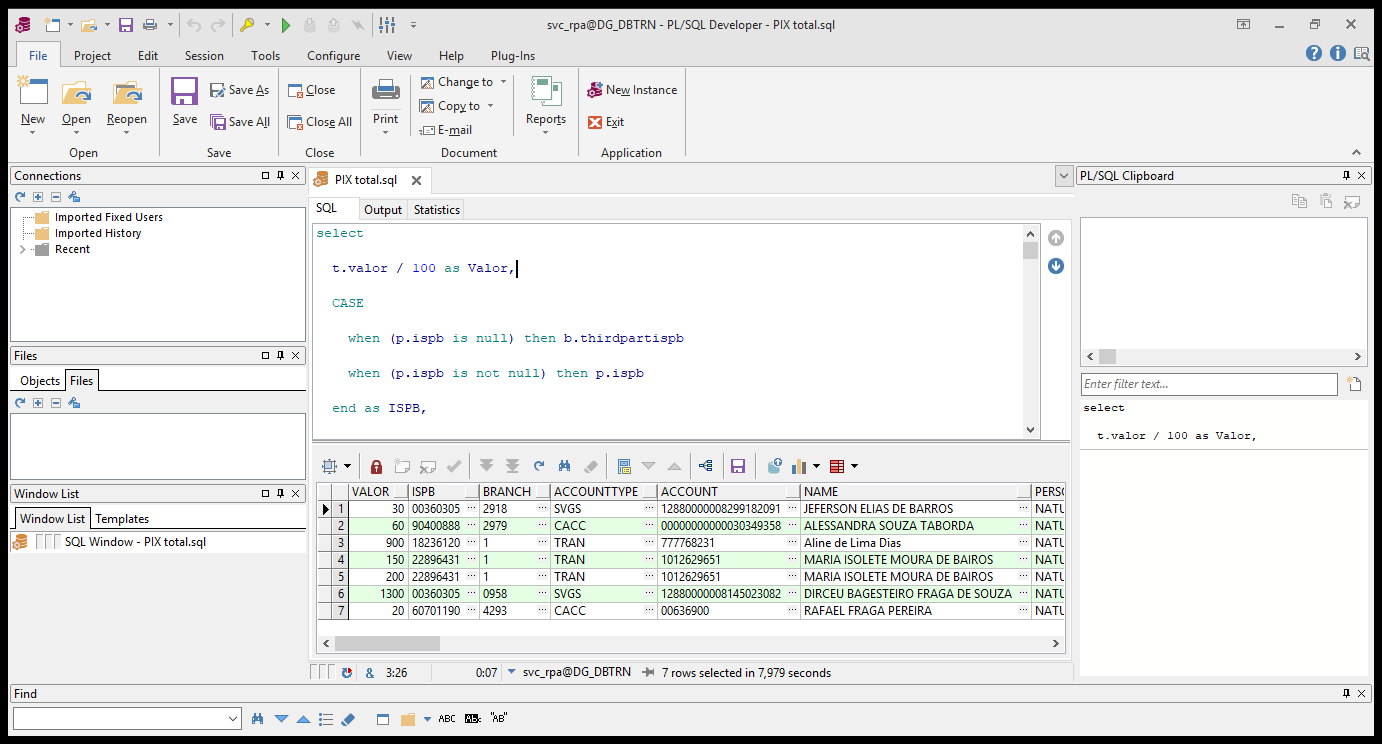 svc_rpa@DG_DBTRN - PL/SQL Developer - PIX total.sql
File Project Edit Session Tools Configure View Help Plug-Ins
New Open Reopen Save Save As Save All Close Close All Print Change to Copy to E-mail Reports New Instance Exit
Open Save Close Document Application
Connections
Imported Fixed Users
Imported History
Recent
Files
Objects Files
Window List
Window List Templates
SQL Window - PIX total.sql
PIX total.sql
SQL Output Statistics
select
t.valor / 100 as Valor,
CASE
when (p.ispb is null) then b.thirdpartispb
when (p.ispb is not null) then p.ispb
end as ISPB,
VALOR ISPB BRANCH ACCOUNTTYPE ACCOUNT NAME PERSO
1 30 00360305 2918 SVGS 12880000008299182091 JEFERSON ELIAS DE BARROS NATU
2 60 90400888 2979 CACC 00000000000030349358 ALESSANDRA SOUZA TABORDA NATU
3 900 18236120 1 TRAN 777768231 Aline de Lima Dias NATU
4 150 22896431 1 TRAN 1012629651 MARIA ISOLETE MOURA DE BAIROS NATU
5 200 22896431 1 TRAN 1012629651 MARIA ISOLETE MOURA DE BAIROS NATU
6 1300 00360305 0958 SVGS 12880000008145023082 DIRCEU BAGESTEIRO FRAGA DE SOUZA NATU
7 20 60701190 4293 CACC 00636900 RAFAEL FRAGA PEREIRA NATU
& 3:26 0:07 svc_rpa@DG_DBTRN 7 rows selected in 7,979 seconds
PL/SQL Clipboard
Enter filter text...
select
t.valor / 100 as Valor,
Find
ABC AB "AB"